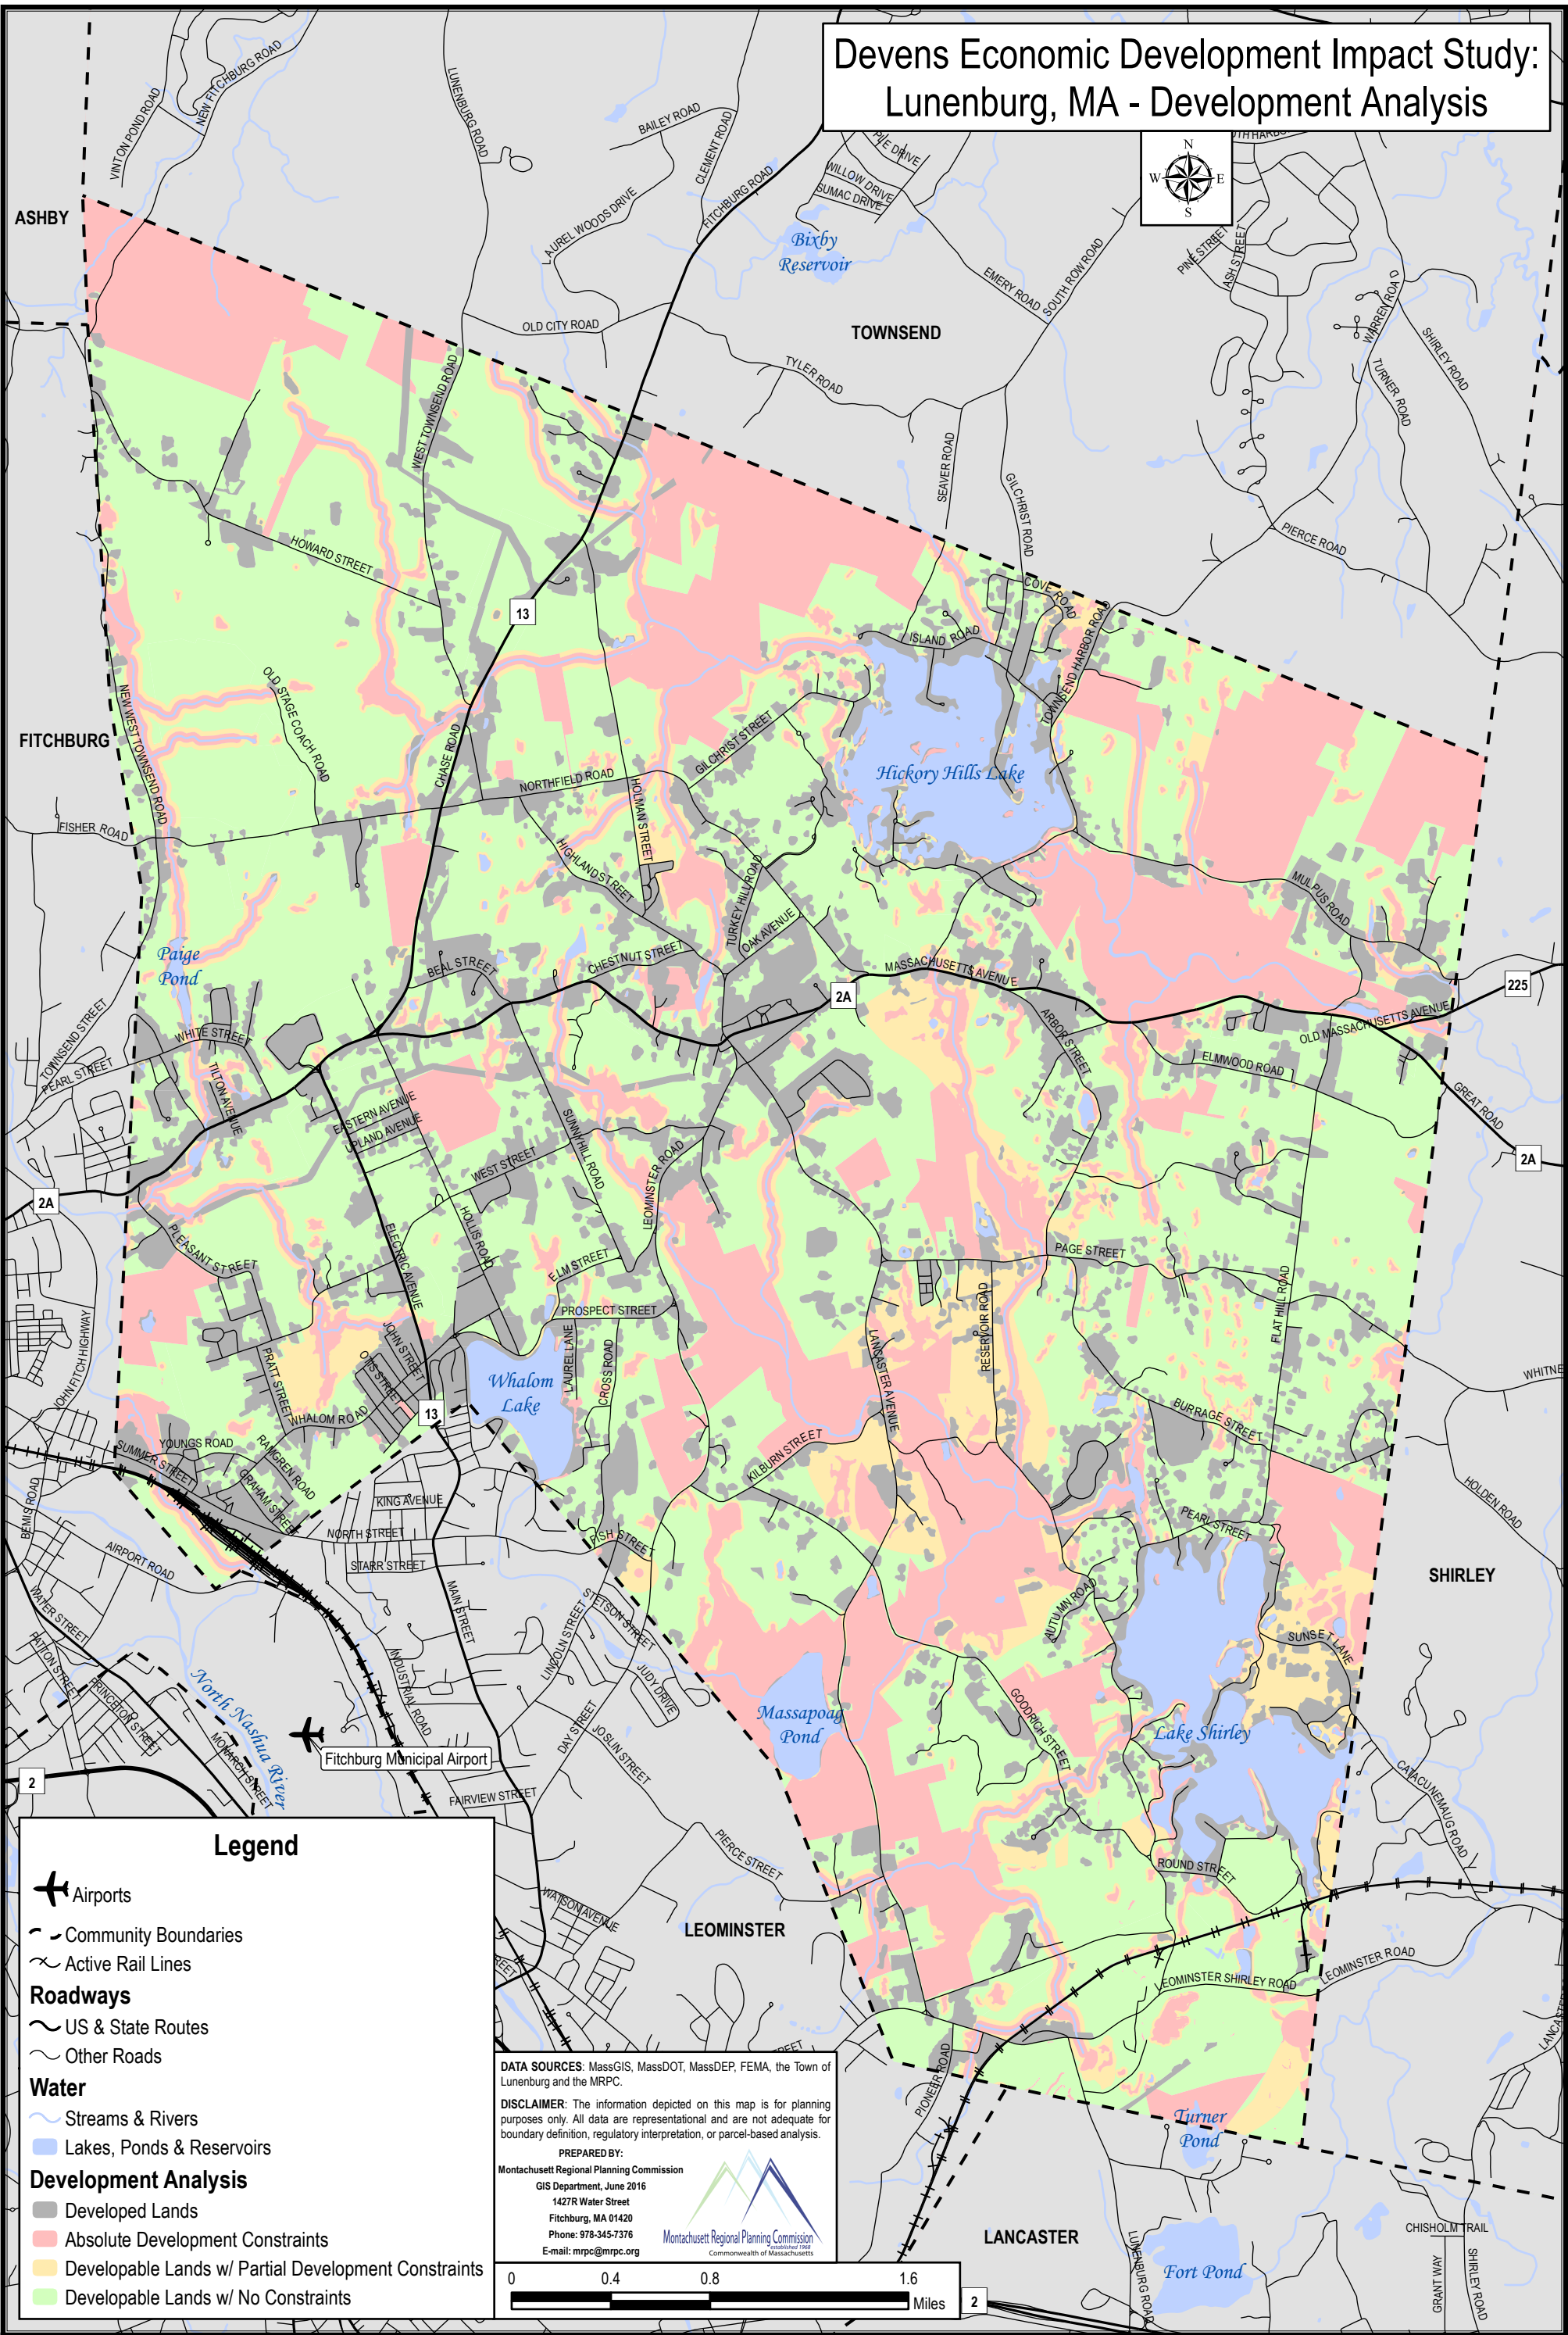 Devens Economic Development Impact Study:
Lunenburg, MA - Development Analysis
N
W E
S
ASHBY
VINTON POND ROAD
NEW FITCHBURG ROAD
LUNENBURG ROAD
BAILEY ROAD
CLEMENT ROAD
LAUREL WOODS DRIVE
FITCHBURG ROAD
WILLOW DRIVE
SUMAC DRIVE
Bixby
Reservoir
EMERY ROAD
SOUTH ROW ROAD
PINE STREET
ASH STREET
WARREN ROAD
SHIRLEY ROAD
TURNER ROAD
OLD CITY ROAD
TOWNSEND
TYLER ROAD
WEST TOWNSEND ROAD
SEAVER ROAD
GILCHRIST ROAD
PIERCE ROAD
HOWARD STREET
13
COVE ROAD
ISLAND ROAD
TOWNSEND HARBOR ROAD
OLD STAGE COACH ROAD
NEW WEST TOWNSEND ROAD
FITCHBURG
CHASE ROAD
GILCHRIST STREET
Hickory Hills Lake
NORTHFIELD ROAD
HOLMAN STREET
FISHER ROAD
HIGHLAND STREET
TURKEY HILL ROAD
MULPUS ROAD
OAK AVENUE
Paige
Pond
BEAL STREET
CHESTNUT STREET
MASSACHUSETTS AVENUE
2A
225
OLD MASSACHUSETTS AVENUE
TOWNSEND STREET
PEARL STREET
WHITE STREET
TILTON AVENUE
ARBOR STREET
ELMWOOD ROAD
GREAT ROAD
EASTERN AVENUE
UPLAND AVENUE
SUNNYHILL ROAD
WEST STREET
LEOMINSTER ROAD
2A
2A
PLEASANT STREET
HOLLIS ROAD
ELECTRIC AVENUE
ELM STREET
PAGE STREET
PROSPECT STREET
RESERVOIR ROAD
FLAT HILL ROAD
JOHN FITCH HIGHWAY
PRATT STREET
JOHN STREET
OTIS STREET
LAUREL LANE
CROSS ROAD
LANCASTER AVENUE
Whalom
Lake
WHALOM ROAD
13
BURRAGE STREET
YOUNGS ROAD
SUMMER STREET
RANGREN ROAD
GRAHAM STREET
KILBURN STREET
BEMIS ROAD
KING AVENUE
NORTH STREET
STARR STREET
FISH STREET
PEARL STREET
HOLDEN ROAD
AIRPORT ROAD
WATER STREET
PATTON STREET
PRINCETON STREET
MAIN STREET
STETSON STREET
LINCOLN STREET
JUDY DRIVE
AUTUMN ROAD
SUNSET LANE
SHIRLEY
North Nashua River
MONARCH STREET
INDUSTRIAL ROAD
DAY STREET
JOSLIN STREET
Massapoag
Pond
GOODRICH STREET
Lake Shirley
Fitchburg Municipal Airport
2
FAIRVIEW STREET
CATACUNEMAUG ROAD
PIERCE STREET
ROUND STREET
WATSON AVENUE
LEOMINSTER
LEOMINSTER SHIRLEY ROAD
LEOMINSTER ROAD
PIONEER ROAD
Turner
Pond
LANCASTER
LUNENBURG ROAD
Fort Pond
CHISHOLM TRAIL
GRANT WAY
SHIRLEY ROAD
2
Legend
Airports
Community Boundaries
Active Rail Lines
Roadways
US & State Routes
Other Roads
Water
Streams & Rivers
Lakes, Ponds & Reservoirs
Development Analysis
Developed Lands
Absolute Development Constraints
Developable Lands w/ Partial Development Constraints
Developable Lands w/ No Constraints
DATA SOURCES: MassGIS, MassDOT, MassDEP, FEMA, the Town of
Lunenburg and the MRPC.
DISCLAIMER: The information depicted on this map is for planning
purposes only. All data are representational and are not adequate for
boundary definition, regulatory interpretation, or parcel-based analysis.
PREPARED BY:
Montachusett Regional Planning Commission
GIS Department, June 2016
1427R Water Street
Fitchburg, MA 01420
Phone: 978-345-7376
E-mail: mrpc@mrpc.org
Montachusett Regional Planning Commission
established 1968
Commonwealth of Massachusetts
0 0.4 0.8 1.6
Miles